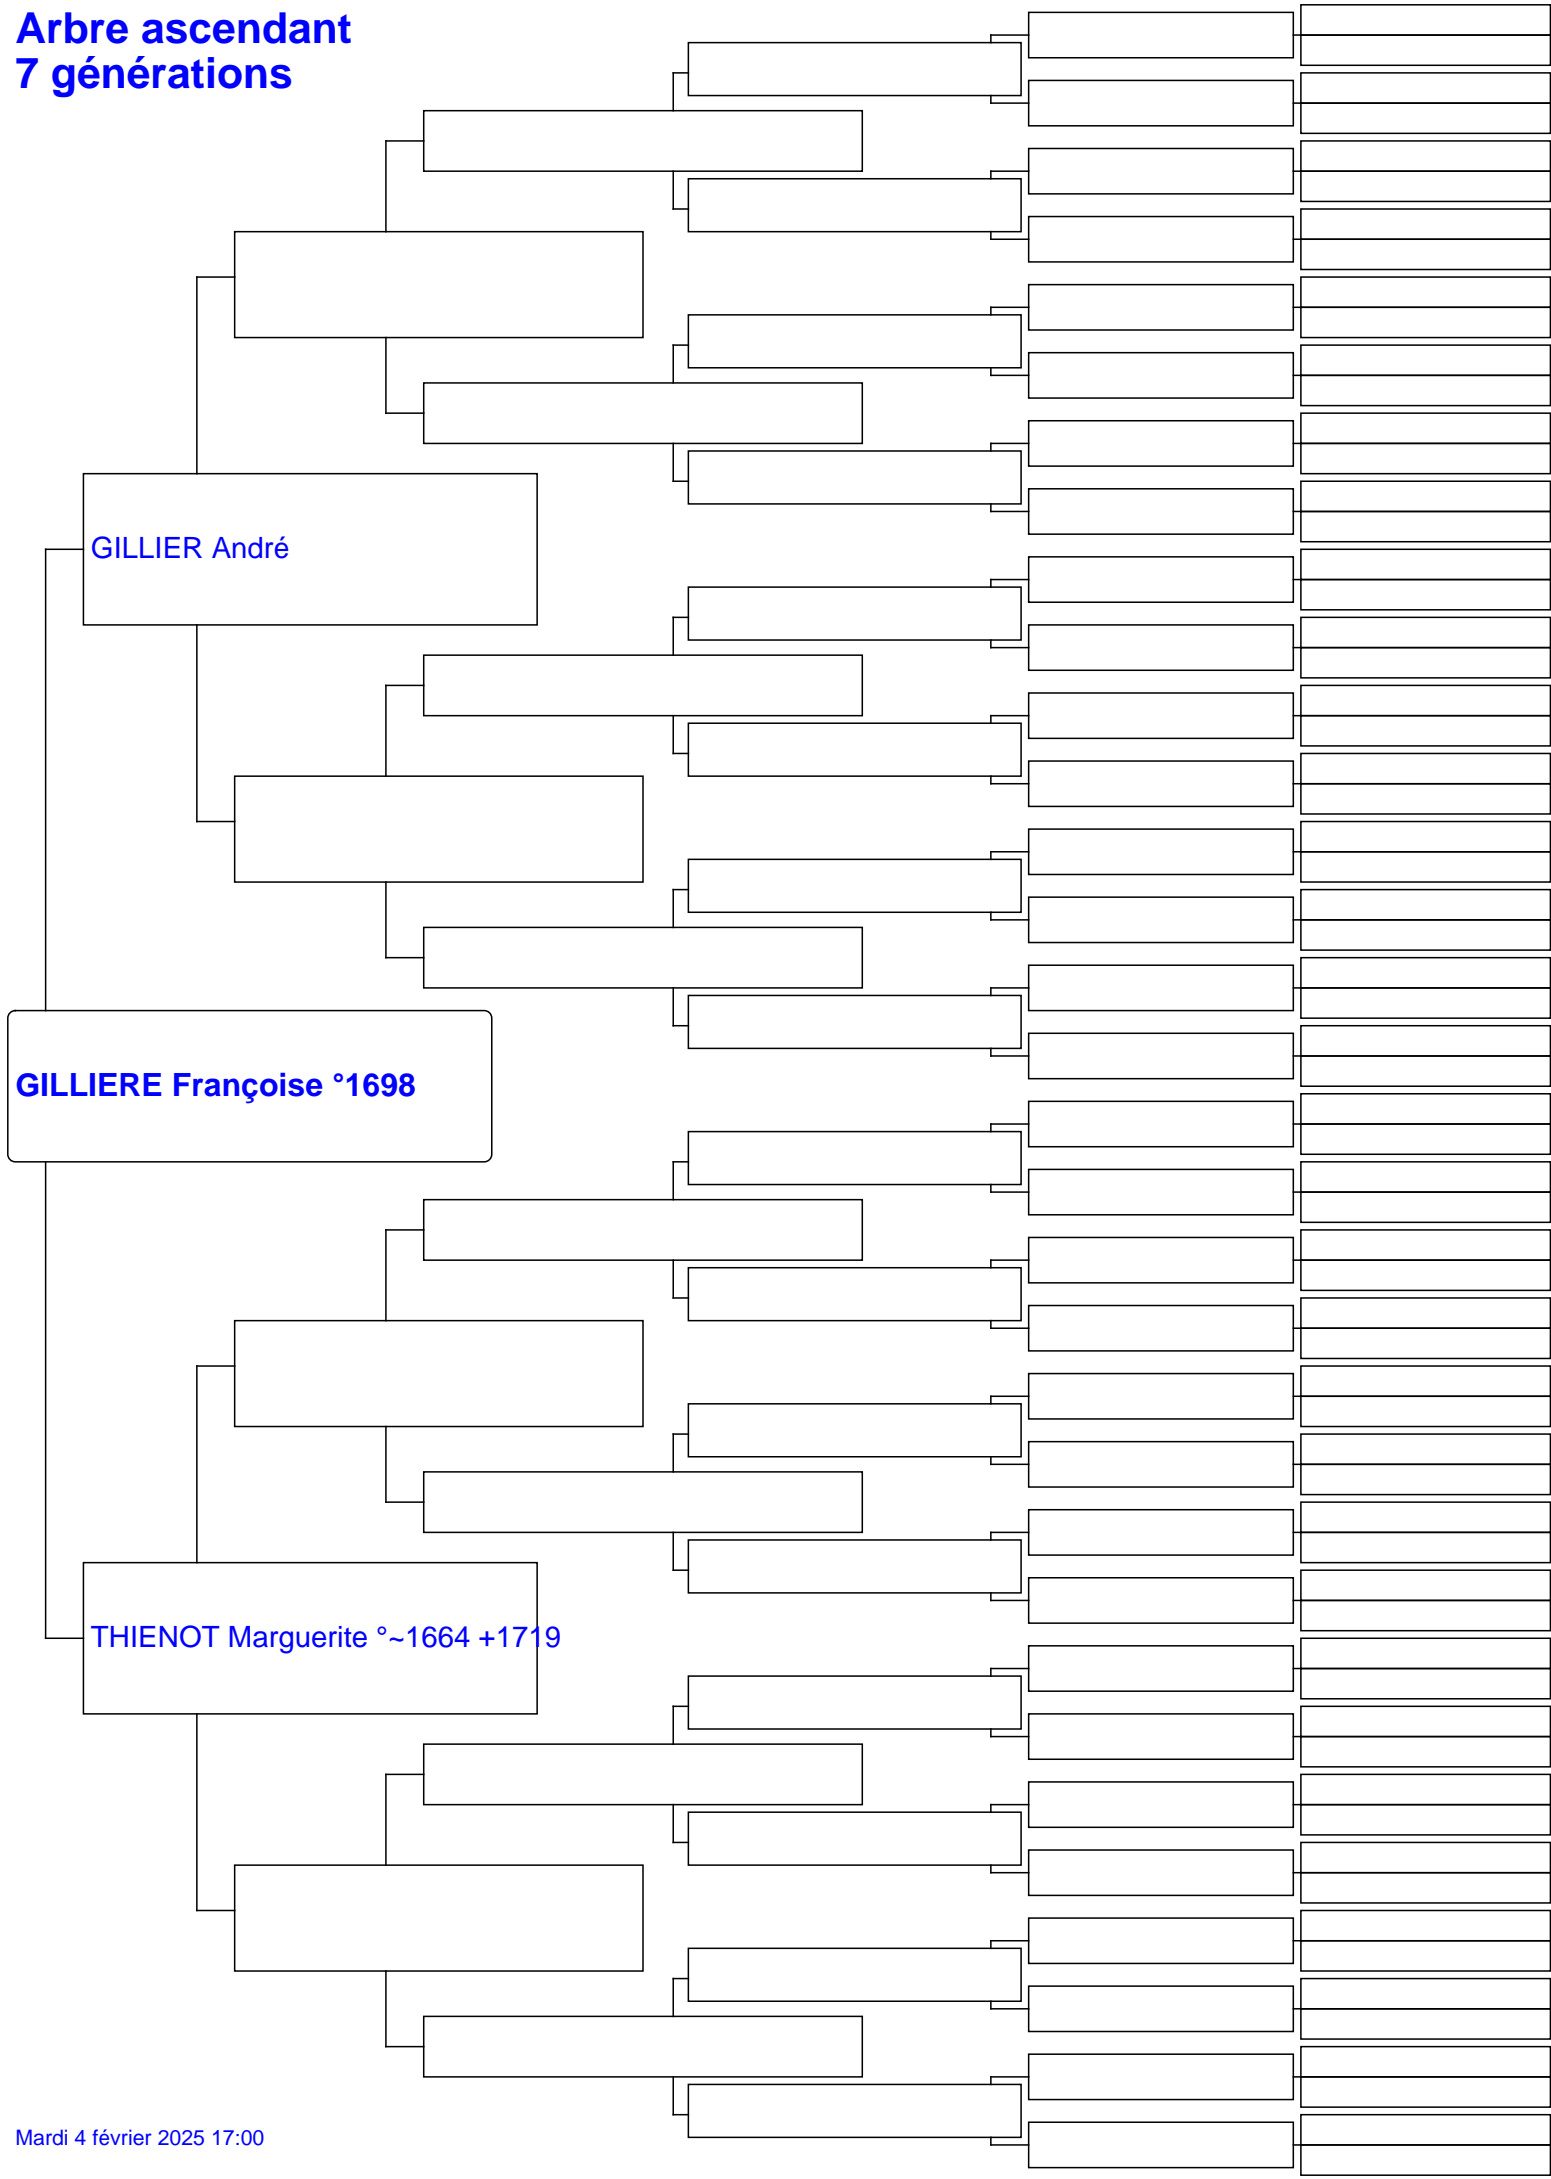 Arbre ascendant
7 générations
GILLIER André
GILLIERE Françoise °1698
THIENOT Marguerite °~1664 +1719
Mardi 4 février 2025 17:00